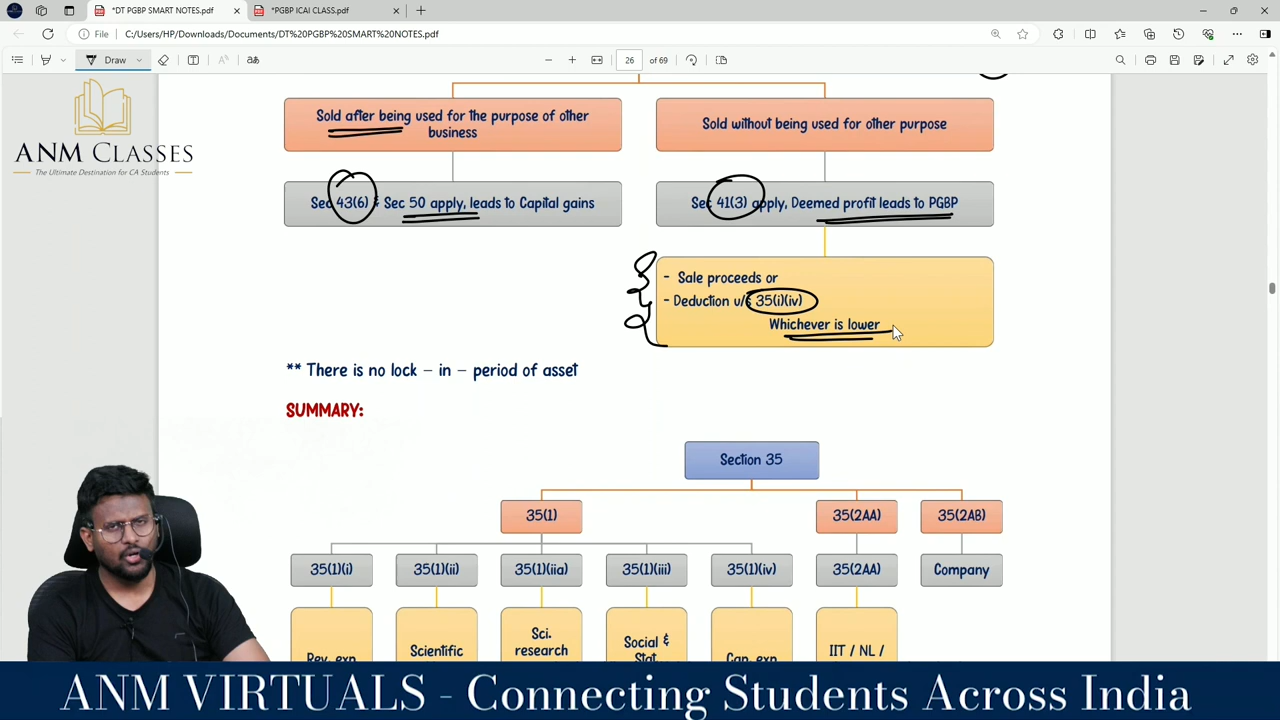 *DT PGBP SMART NOTES.pdf
*PGBP ICAI CLASS.pdf
File
C:/Users/HP/Downloads/Documents/DT%20PGBP%20SMART%20NOTES.pdf
Draw
26 of 69
ANM CLASSES
The Ultimate Destination for CA Students
Sold after being used for the purpose of other
business
Sold without being used for other purpose
Sec 43(6) & Sec 50 apply, leads to Capital gains
Sec 41(3) apply, Deemed profit leads to PGBP
- Sale proceeds or
- Deduction u/s 35(i)(iv)
Whichever is lower
** There is no lock – in – period of asset
SUMMARY:
Section 35
35(1)
35(2AA)
35(2AB)
35(1)(i)
35(1)(ii)
35(1)(iia)
35(1)(iii)
35(1)(iv)
35(2AA)
Company
Rev. exp
Scientific
Sci.
research
Social &
Stat.
Cap. exp
IIT / NL /
ANM VIRTUALS - Connecting Students Across India